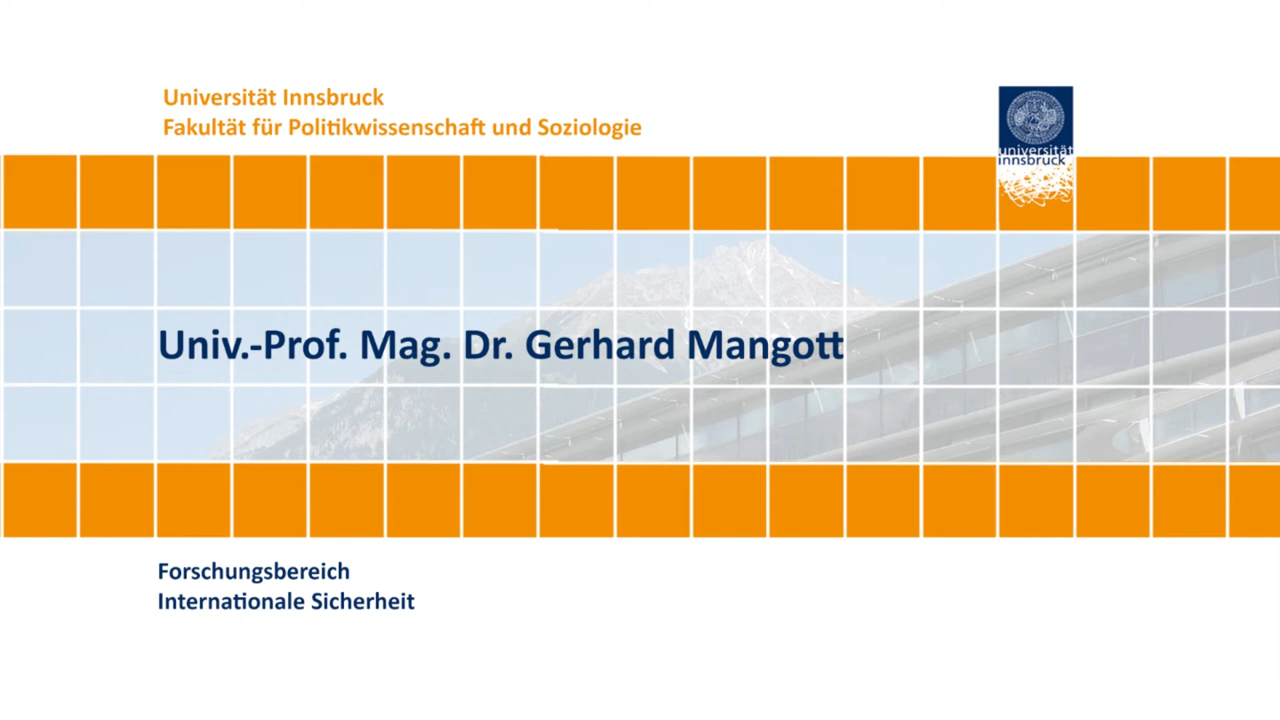 Universität Innsbruck
Fakultät für Politikwissenschaft und Soziologie
universität
innsbruck
Univ.-Prof. Mag. Dr. Gerhard Mangott
Forschungsbereich
Internationale Sicherheit